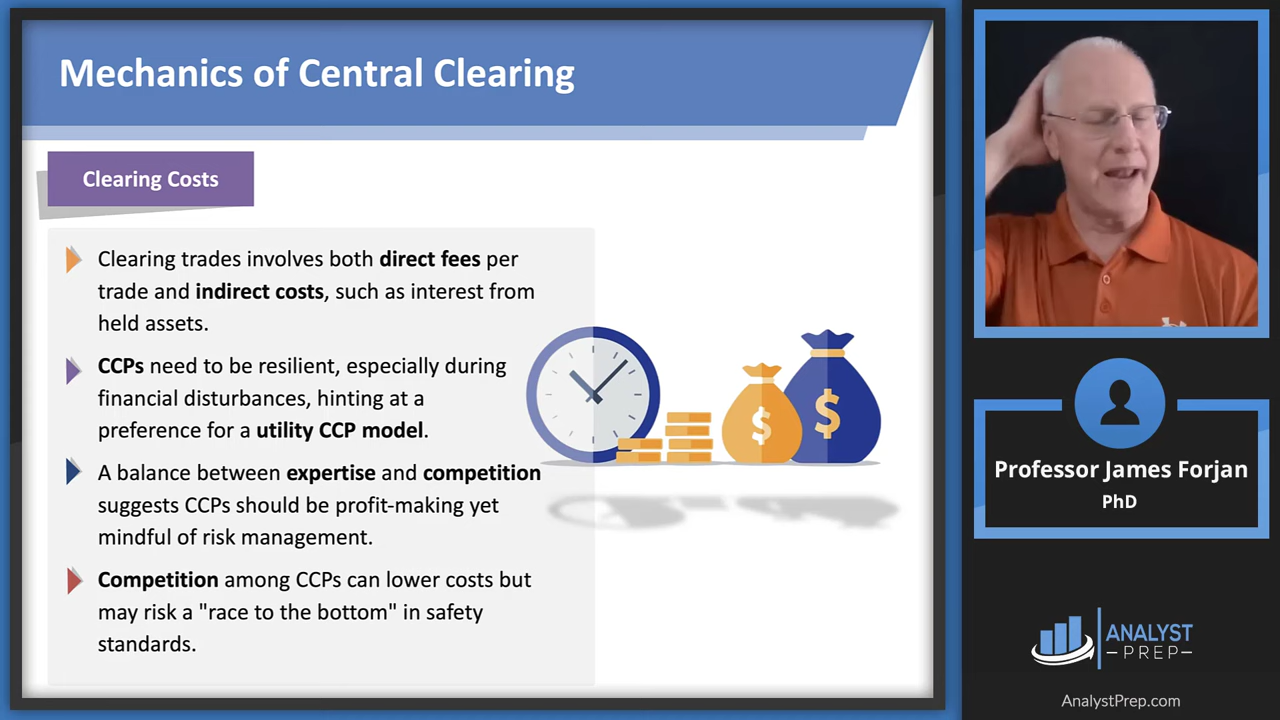 Mechanics of Central Clearing
Clearing Costs
Clearing trades involves both direct fees per
trade and indirect costs, such as interest from
held assets.
CCPs need to be resilient, especially during
financial disturbances, hinting at a
preference for a utility CCP model.
A balance between expertise and competition
suggests CCPs should be profit-making yet
mindful of risk management.
Competition among CCPs can lower costs but
may risk a "race to the bottom" in safety
standards.
$
$
Professor James Forjan
PhD
ANALYST
PREP
AnalystPrep.com